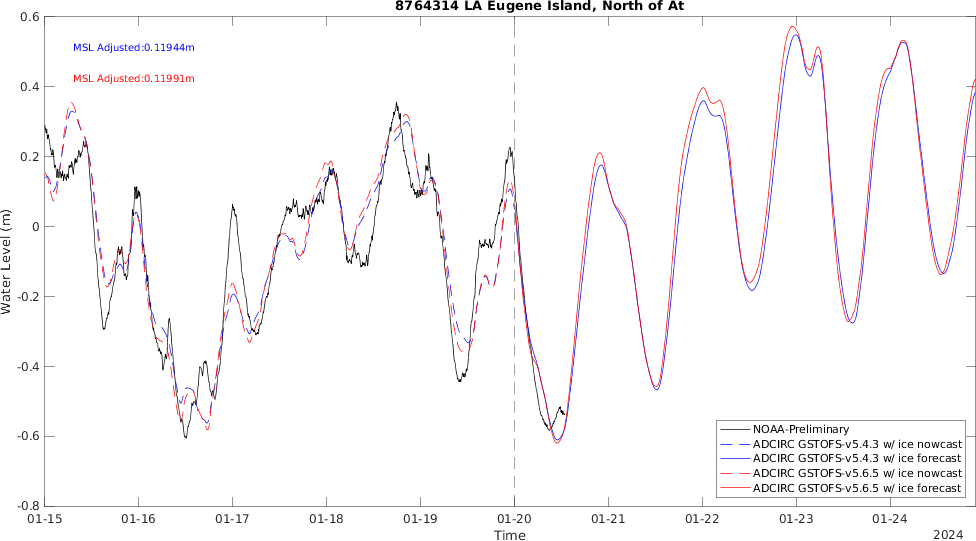 8764314 LA Eugene Island, North of At
MSL Adjusted:0.11944m
MSL Adjusted:0.11991m
Water Level (m)
0.6
0.4
0.2
0
-0.2
-0.4
-0.6
-0.8
NOAA-Preliminary
ADCIRC GSTOFS-v5.4.3 w/ ice nowcast
ADCIRC GSTOFS-v5.4.3 w/ ice forecast
ADCIRC GSTOFS-v5.6.5 w/ ice nowcast
ADCIRC GSTOFS-v5.6.5 w/ ice forecast
01-15 01-16 01-17 01-18 01-19 01-20 01-21 01-22 01-23 01-24
Time
2024